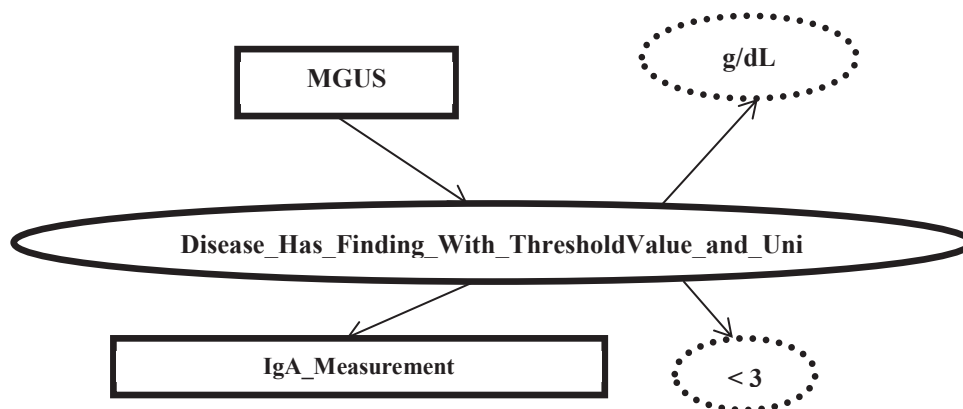 MGUS
g/dL
Disease_Has_Finding_With_ThresholdValue_and_Uni
IgA_Measurement
< 3